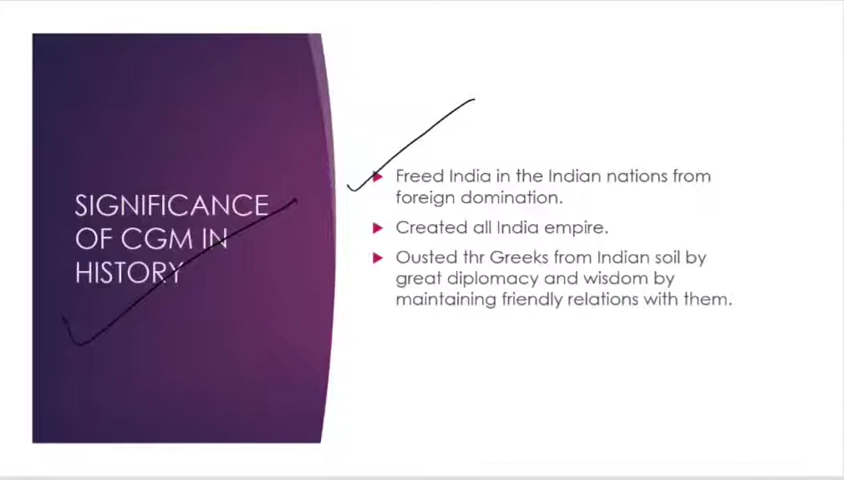 SIGNIFICANCE
OF CGM IN
HISTORY
Freed India in the Indian nations from
foreign domination.
Created all India empire.
Ousted thr Greeks from Indian soil by
great diplomacy and wisdom by
maintaining friendly relations with them.